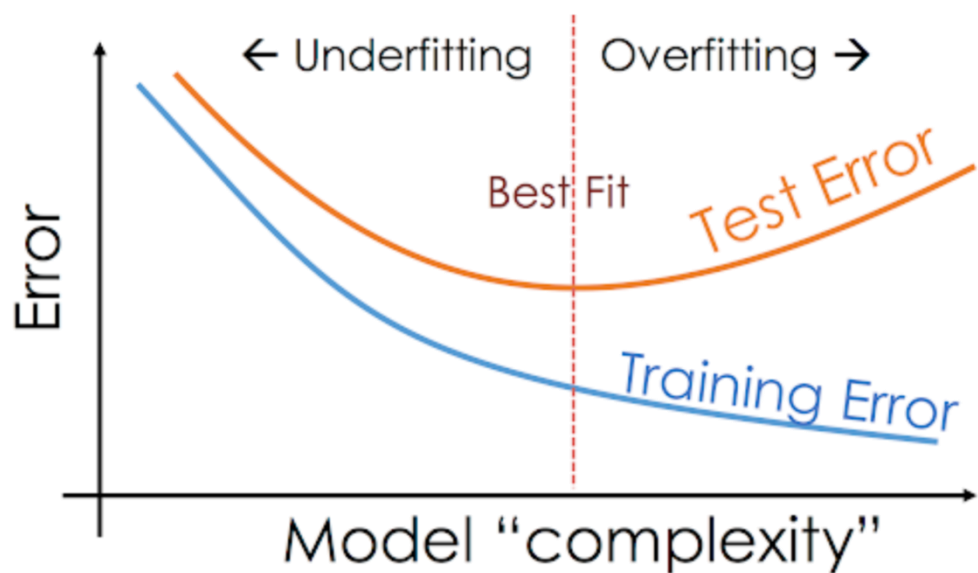 ← Underfitting
Overfitting →
Best Fit
Test Error
Training Error
Error
Model “complexity”